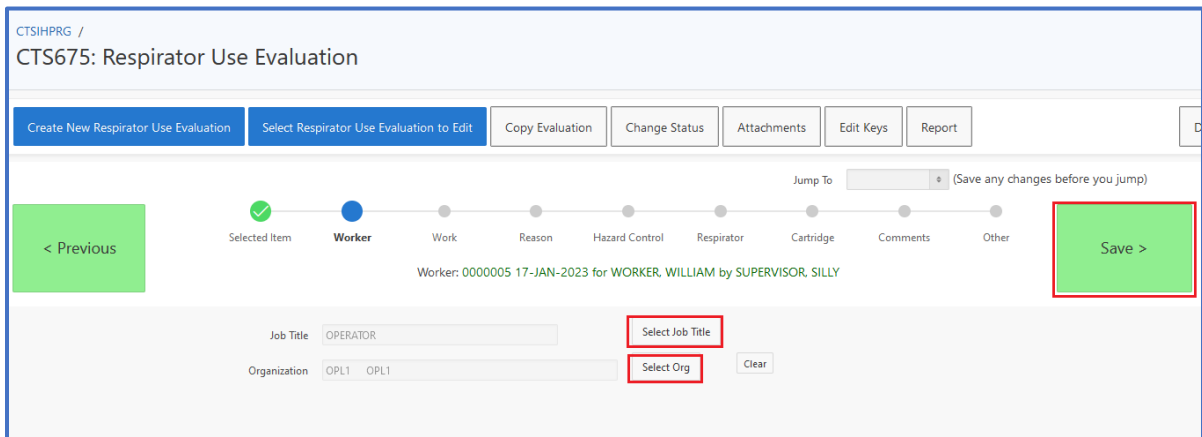 CTSIHPRG /
CTS675: Respirator Use Evaluation
Create New Respirator Use Evaluation Select Respirator Use Evaluation to Edit Copy Evaluation Change Status Attachments Edit Keys Report D
Jump To (Save any changes before you jump)
< Previous
Selected Item Worker Work Reason Hazard Control Respirator Cartridge Comments Other
Save >
Worker: 0000005 17-JAN-2023 for WORKER, WILLIAM by SUPERVISOR, SILLY
Job Title OPERATOR Select Job Title
Organization OPL1 OPL1 Select Org Clear